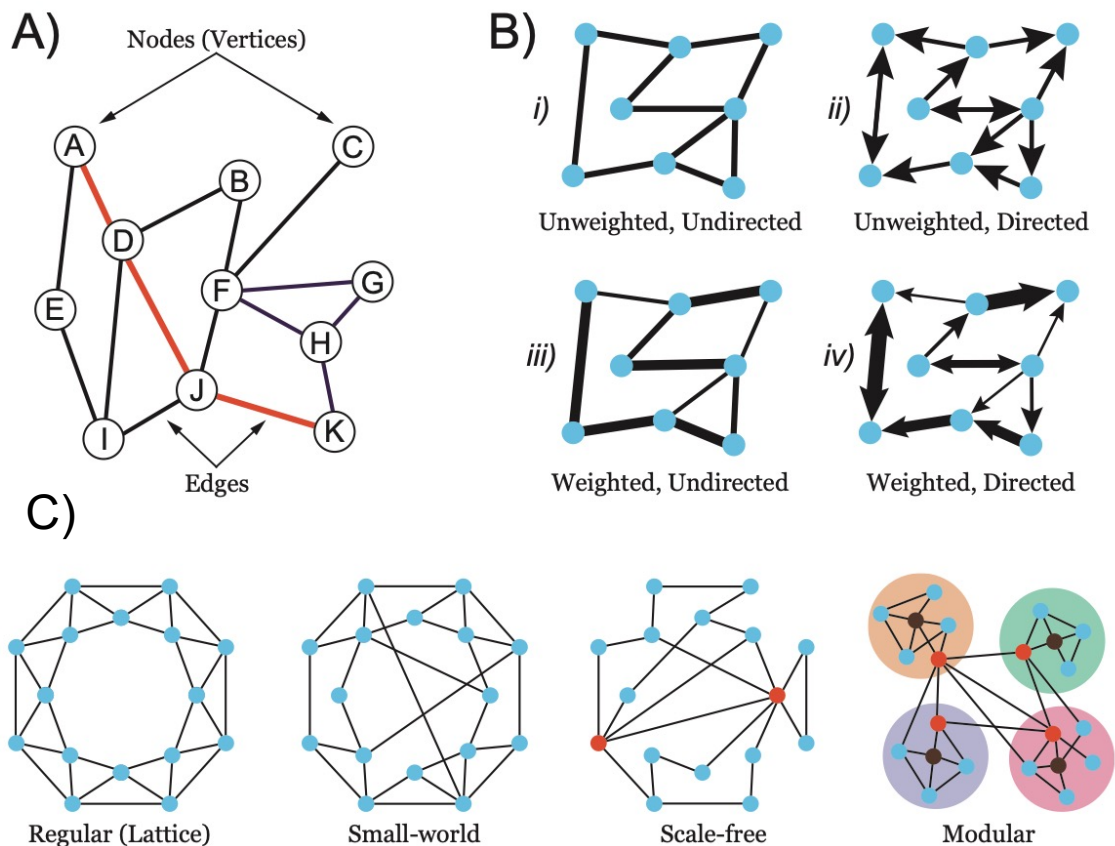 A)
Nodes (Vertices)
A
C
B
D
E
F
G
H
J
I
K
Edges
B)
i)
ii)
Unweighted, Undirected
Unweighted, Directed
iii)
iv)
Weighted, Undirected
Weighted, Directed
C)
Regular (Lattice)
Small-world
Scale-free
Modular